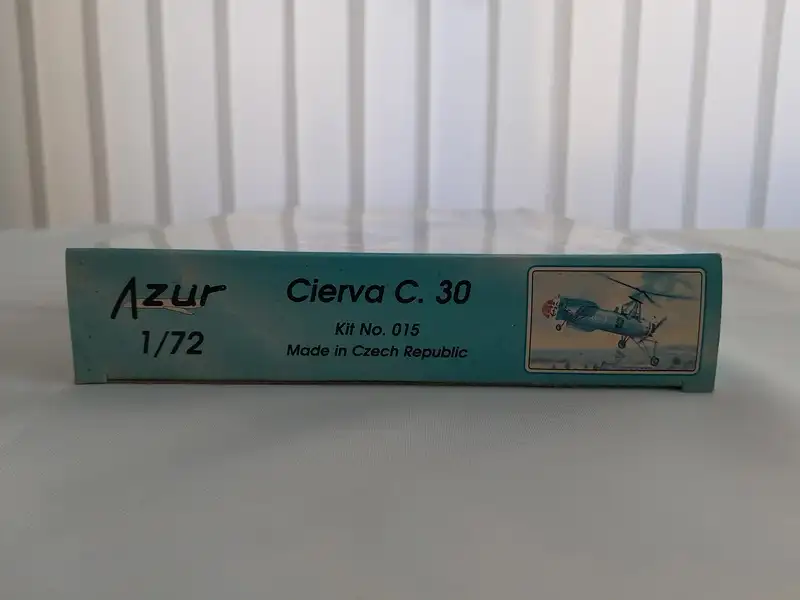 Azur
1/72
Cierva C. 30
Kit No. 015
Made in Czech Republic